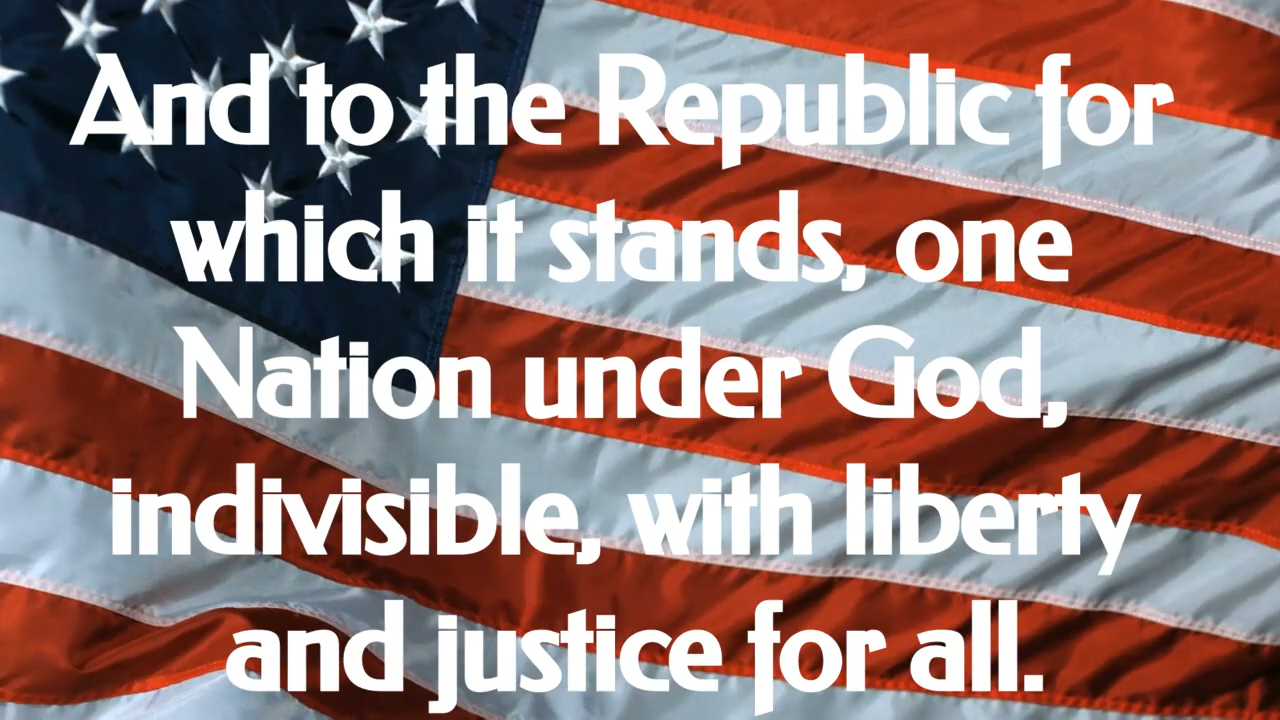 And to the Republic for
which it stands, one
Nation under God,
indivisible, with liberty
and justice for all.